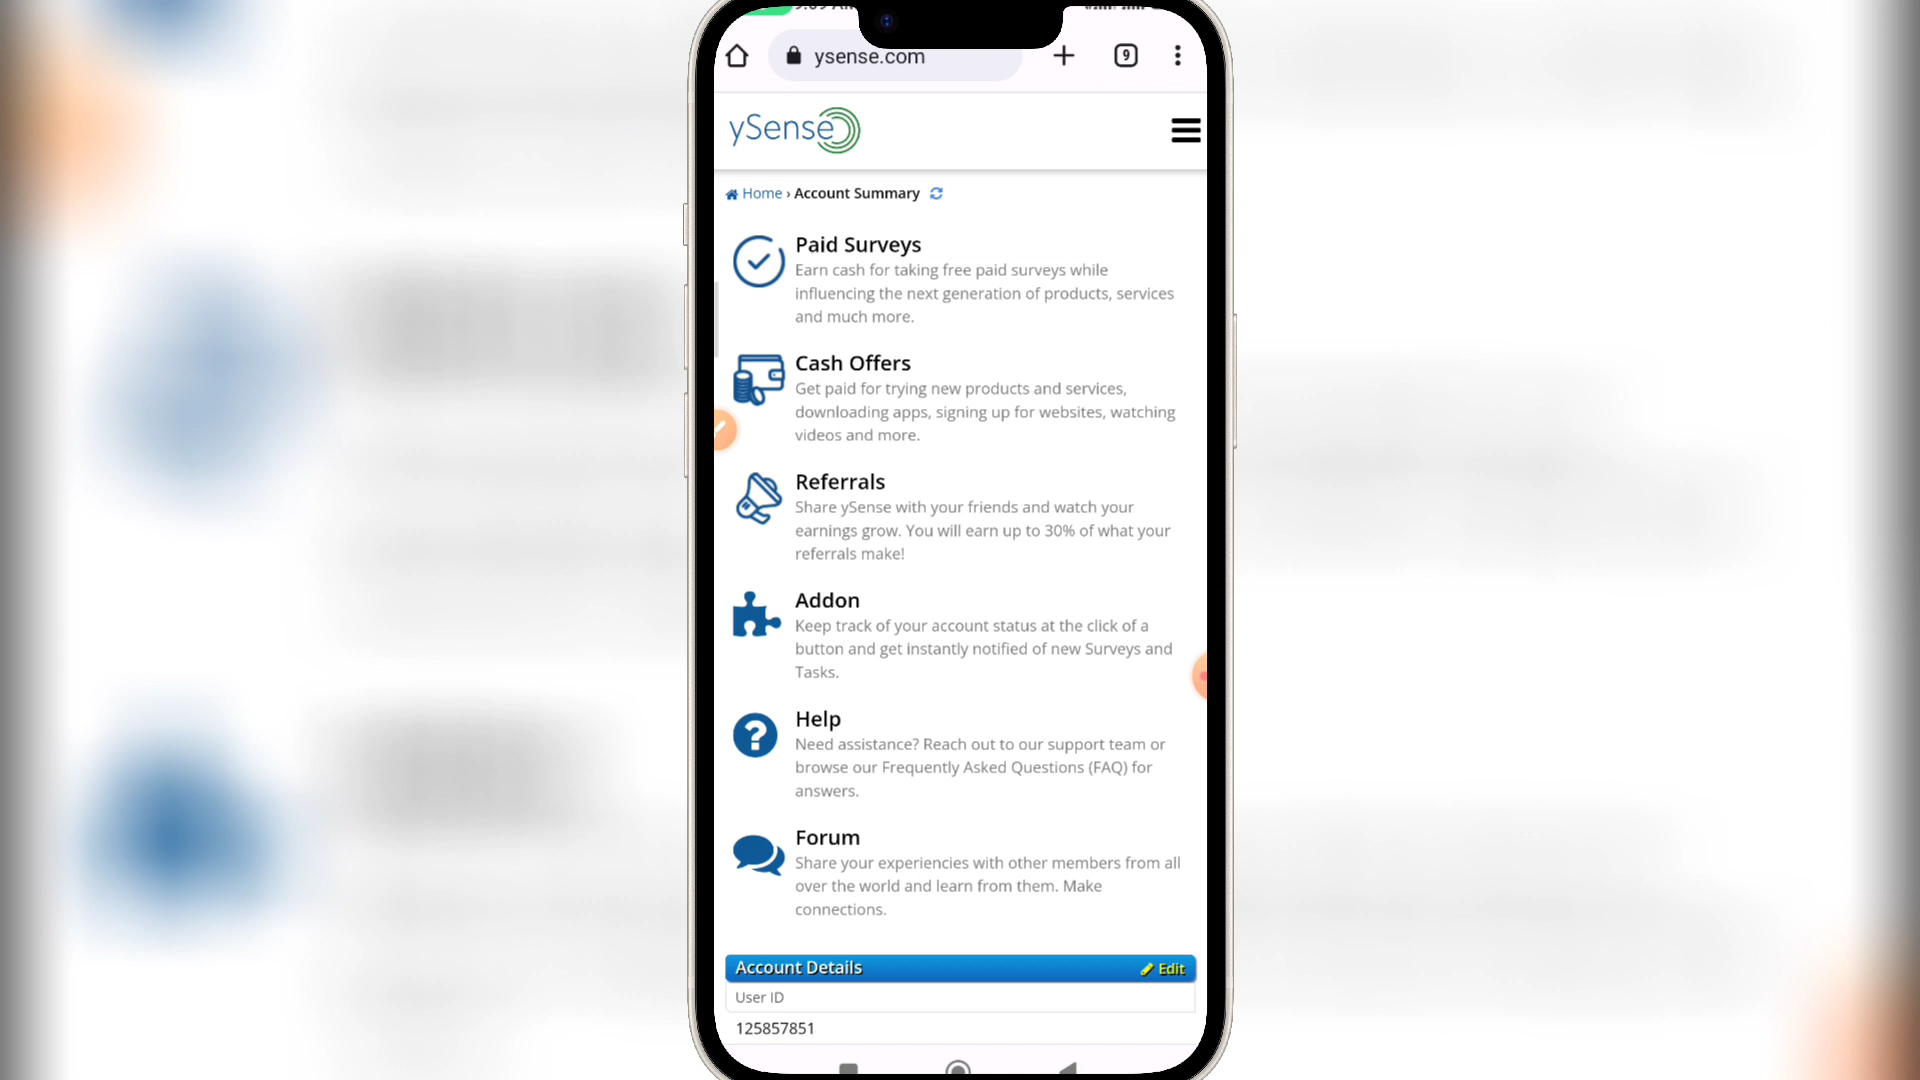 ysense.com
9
ySense
Home › Account Summary
Paid Surveys
Earn cash for taking free paid surveys while
influencing the next generation of products, services
and much more.
Cash Offers
Get paid for trying new products and services,
downloading apps, signing up for websites, watching
videos and more.
Referrals
Share ySense with your friends and watch your
earnings grow. You will earn up to 30% of what your
referrals make!
Addon
Keep track of your account status at the click of a
button and get instantly notified of new Surveys and
Tasks.
Help
Need assistance? Reach out to our support team or
browse our Frequently Asked Questions (FAQ) for
answers.
Forum
Share your experiencies with other members from all
over the world and learn from them. Make
connections.
Account Details Edit
User ID
125857851